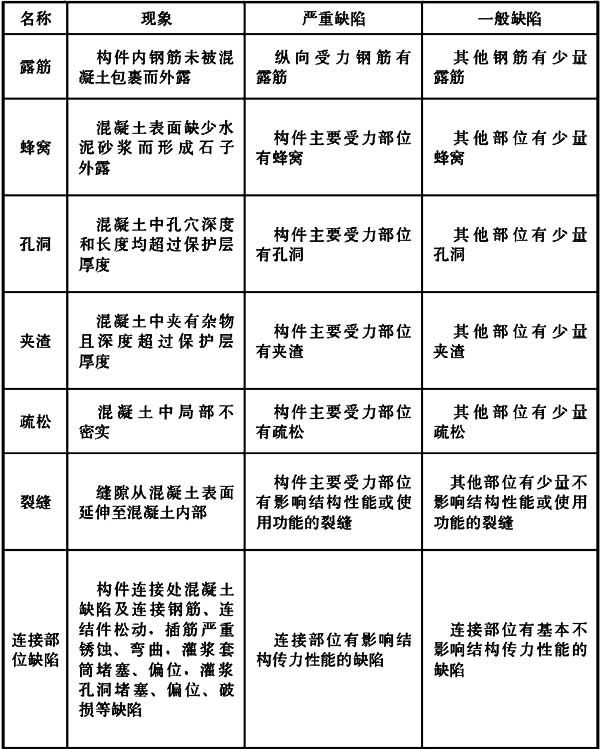 名称 现象 严重缺陷 一般缺陷
露筋
构件内钢筋未被混
凝土包裹而外露
纵向受力钢筋有
露筋
其他钢筋有少量
露筋
蜂窝
混凝土表面缺少水
泥砂浆而形成石子
外露
构件主要受力部位
有蜂窝
其他部位有少量
蜂窝
孔洞
混凝土中孔穴深度
和长度均超过保护层
厚度
构件主要受力部位
有孔洞
其他部位有少量
孔洞
夹渣
混凝土中夹有杂物
且深度超过保护层
厚度
构件主要受力部位
有夹渣
其他部位有少量
夹渣
疏松
混凝土中局部不
密实
构件主要受力部位
有疏松
其他部位有少量
疏松
裂缝
缝隙从混凝土表面
延伸至混凝土内部
构件主要受力部位
有影响结构性能或使
用功能的裂缝
其他部位有少量不
影响结构性能或使用
功能的裂缝
连接部
位缺陷
构件连接处混凝土
缺陷及连接钢筋、连
结件松动，插筋严重
锈蚀、弯曲，灌浆套
筒堵塞、偏位，灌浆
孔洞堵塞、偏位、破
损等缺陷
连接部位有影响结
构传力性能的缺陷
连接部位有基本不
影响结构传力性能的
缺陷